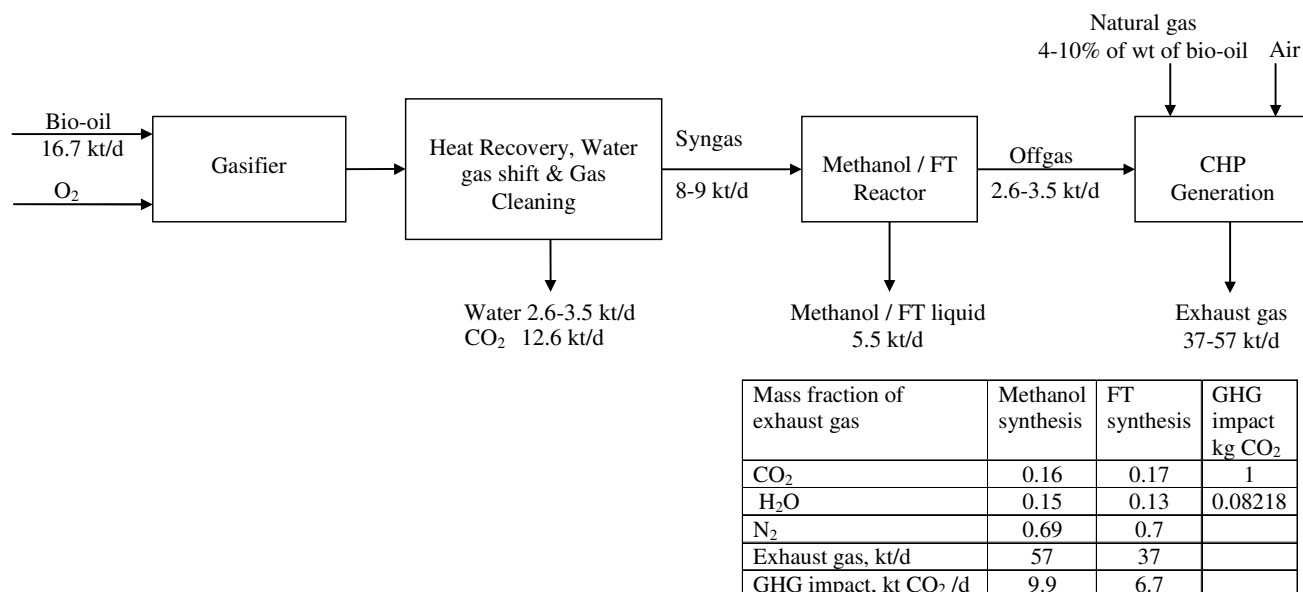 Natural gas
4-10% of wt of bio-oil
Air
Bio-oil
16.7 kt/d
O₂
Gasifier
Heat Recovery, Water
gas shift & Gas
Cleaning
Syngas
8-9 kt/d
Methanol / FT
Reactor
Offgas
2.6-3.5 kt/d
CHP
Generation
Water 2.6-3.5 kt/d
CO₂ 12.6 kt/d
Methanol / FT liquid
5.5 kt/d
Exhaust gas
37-57 kt/d
Mass fraction of exhaust gas | Methanol synthesis | FT synthesis | GHG impact kg CO₂
CO₂ 0.16 0.17 1
H₂O 0.15 0.13 0.08218
N₂ 0.69 0.7
Exhaust gas, kt/d 57 37
GHG impact, kt CO₂ /d 9.9 6.7